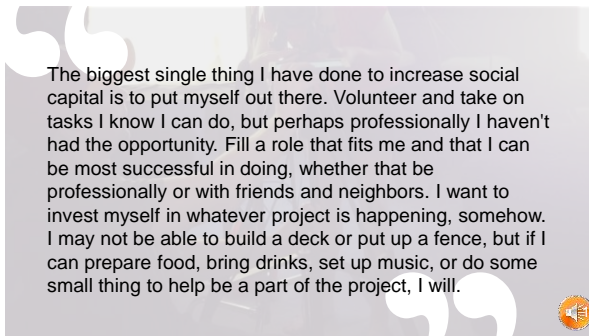 The biggest single thing I have done to increase social
capital is to put myself out there. Volunteer and take on
tasks I know I can do, but perhaps professionally I haven't
had the opportunity. Fill a role that fits me and that I can
be most successful in doing, whether that be
professionally or with friends and neighbors. I want to
invest myself in whatever project is happening, somehow.
I may not be able to build a deck or put up a fence, but if I
can prepare food, bring drinks, set up music, or do some
small thing to help be a part of the project, I will.